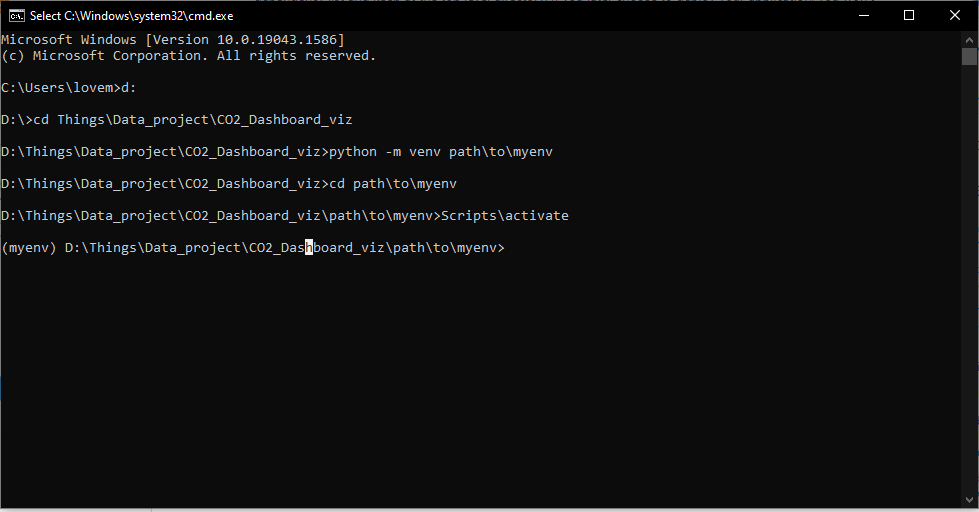 Select C:\Windows\system32\cmd.exe
Microsoft Windows [Version 10.0.19043.1586]
(c) Microsoft Corporation. All rights reserved.
C:\Users\lovem>d:
D:\>cd Things\Data_project\CO2_Dashboard_viz
D:\Things\Data_project\CO2_Dashboard_viz>python -m venv path\to\myenv
D:\Things\Data_project\CO2_Dashboard_viz>cd path\to\myenv
D:\Things\Data_project\CO2_Dashboard_viz\path\to\myenv>Scripts\activate
(myenv) D:\Things\Data_project\CO2_Dashboard_viz\path\to\myenv>